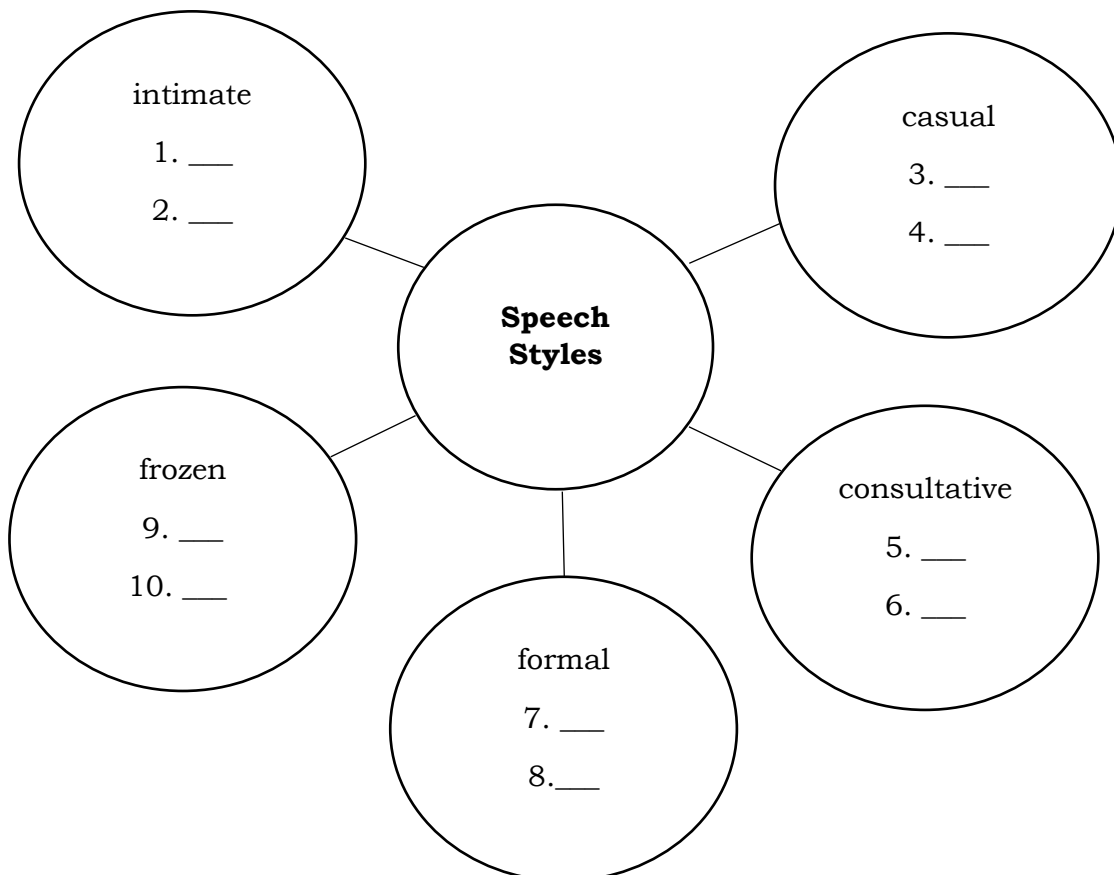 intimate
1. ___
2. ___
casual
3. ___
4. ___
Speech
Styles
frozen
9. ___
10. ___
consultative
5. ___
6. ___
formal
7. ___
8.___